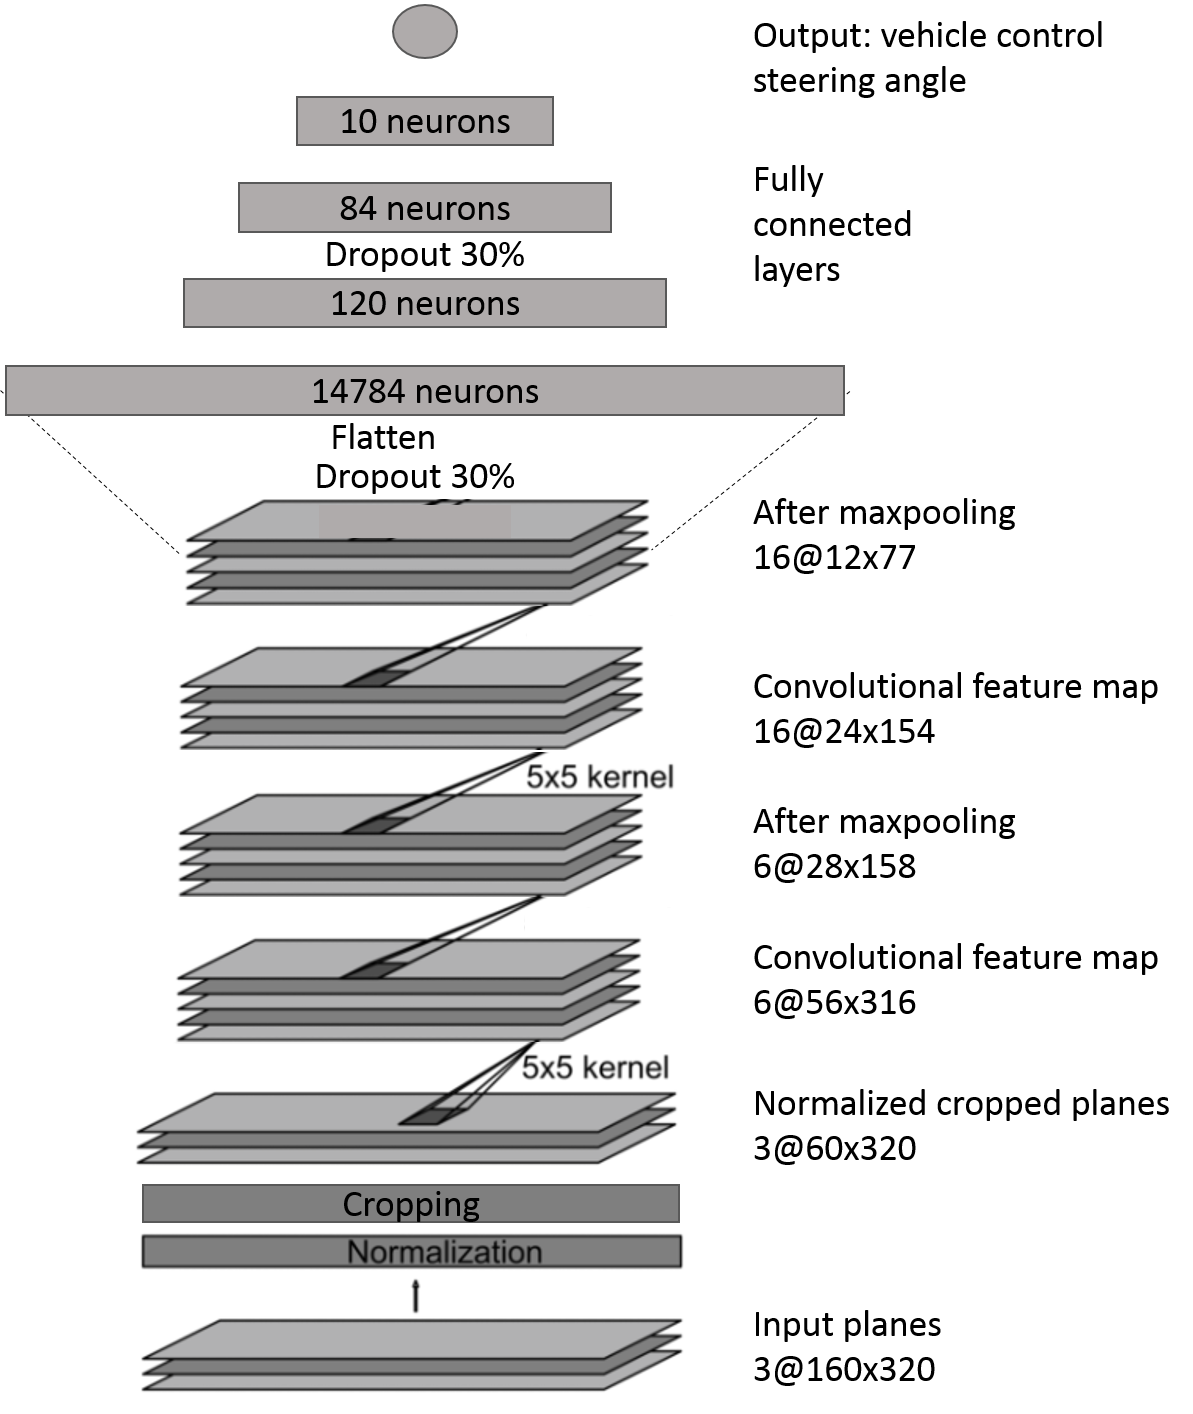 Output: vehicle control
steering angle
10 neurons
Fully
connected
layers
84 neurons
Dropout 30%
120 neurons
14784 neurons
Flatten
Dropout 30%
After maxpooling
16@12x77
Convolutional feature map
16@24x154
5x5 kernel
After maxpooling
6@28x158
Convolutional feature map
6@56x316
5x5 kernel
Normalized cropped planes
3@60x320
Cropping
Normalization
Input planes
3@160x320